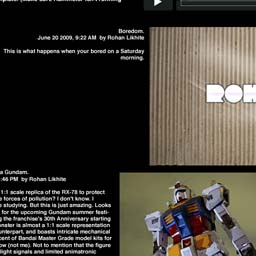 Boredom.
June 20 2009, 9:22 AM by Rohan Likhite
This is what happens when your bored on a Saturday
morning.
ROH
a Gundam.
:46 PM by Rohan Likhite
1:1 scale replica of the RX-78 to protect
forces of pollution? I don't know. I
studying. But this is just amazing. Looks
for the upcoming Gundam summer festi-
g the franchise's 30th Anniversary starting
nster is almost a 1:1 scale representation
unterpart, and boasts intricate mechanical
cent of Bandai Master Grade model kits for
ow (not me). Not to mention that the figure
light signals and limited animatronic